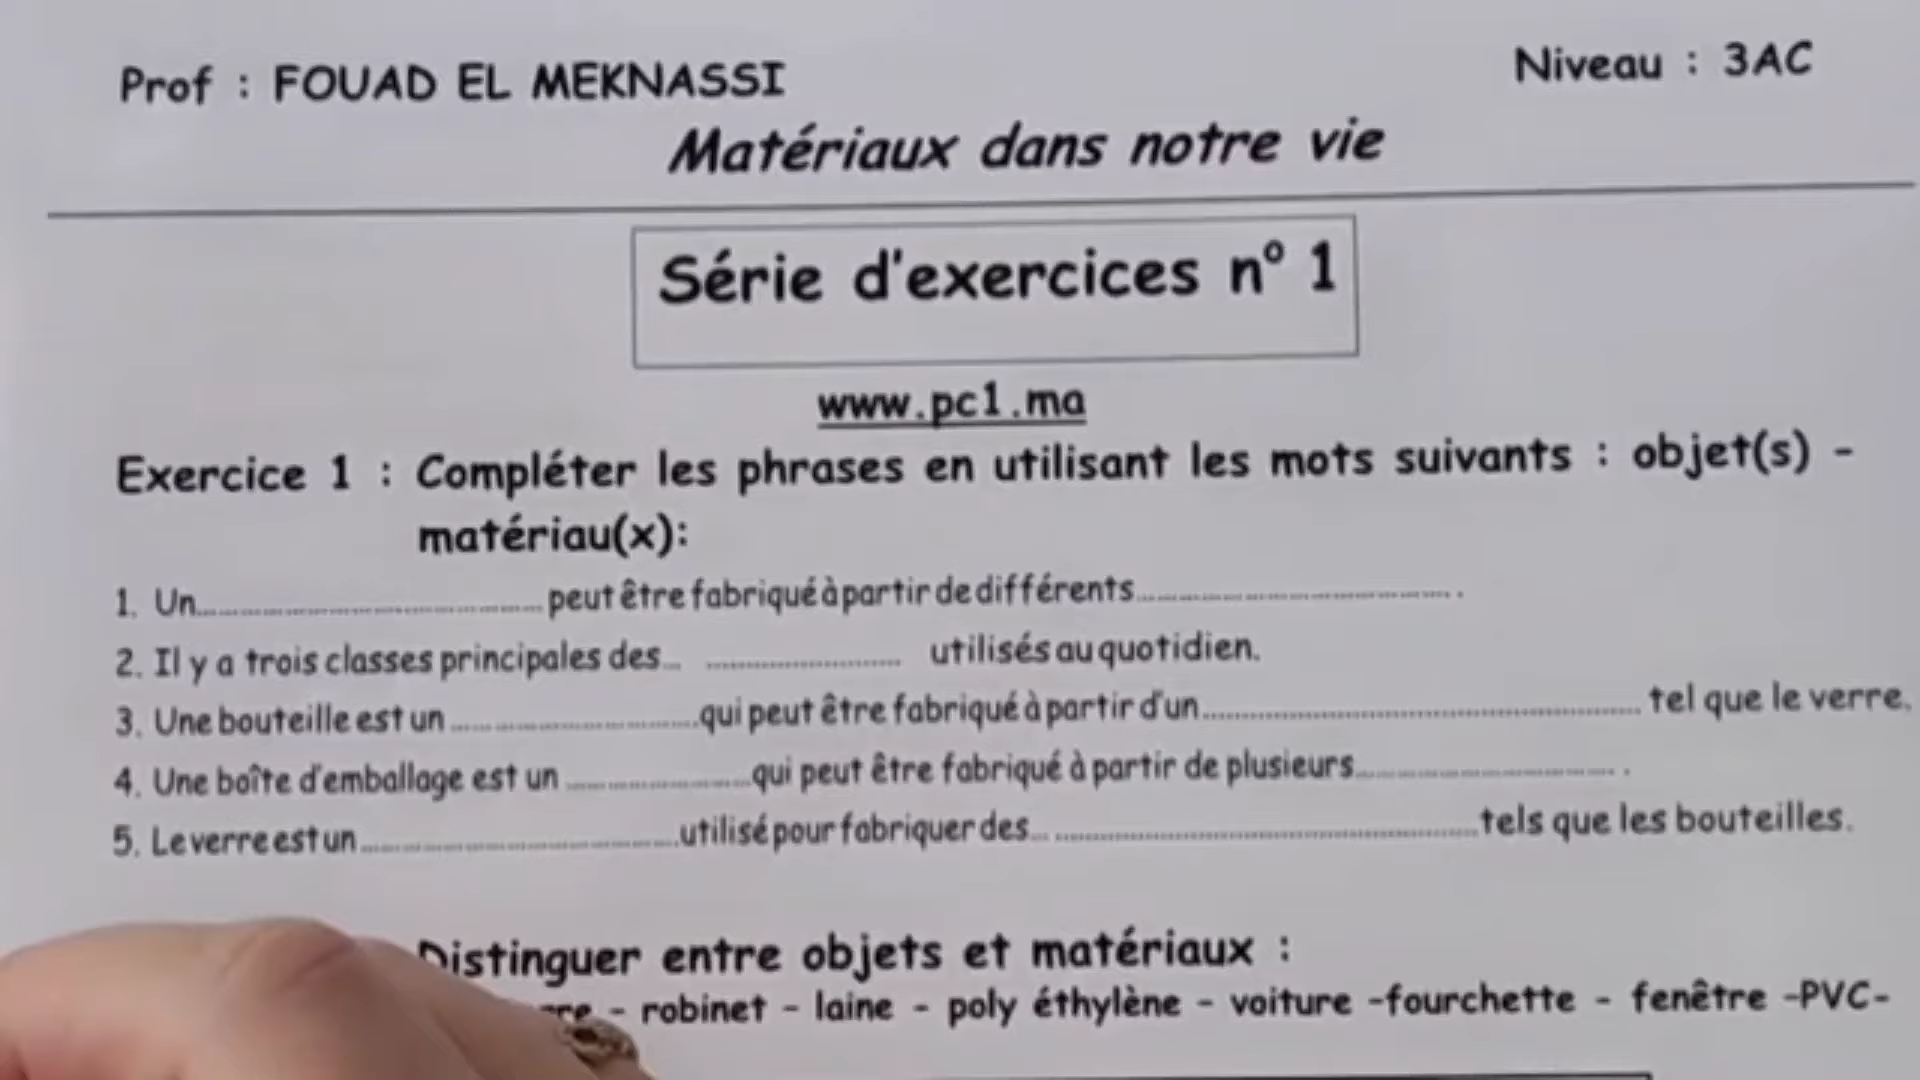 Prof : FOUAD EL MEKNASSI Niveau : 3AC
Matériaux dans notre vie
Série d'exercices n° 1
www.pc1.ma
Exercice 1 : Compléter les phrases en utilisant les mots suivants : objet(s) -
matériau(x):
1. Un........................ peut être fabriqué à partir de différents........................ .
2. Il y a trois classes principales des... ........................ utilisés au quotidien.
3. Une bouteille est un ........................qui peut être fabriqué à partir d'un........................ tel que le verre.
4. Une boîte d'emballage est un ........................qui peut être fabriqué à partir de plusieurs........................ .
5. Le verre est un........................utilisé pour fabriquer des... ........................tels que les bouteilles.
Distinguer entre objets et matériaux :
- robinet - laine - poly éthylène - voiture -fourchette - fenêtre -PVC-